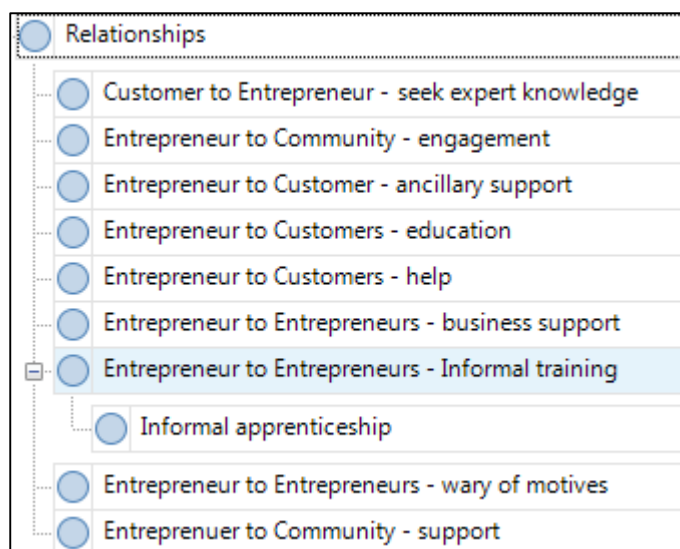 Relationships
Customer to Entrepreneur - seek expert knowledge
Entrepreneur to Community - engagement
Entrepreneur to Customer - ancillary support
Entrepreneur to Customers - education
Entrepreneur to Customers - help
Entrepreneur to Entrepreneurs - business support
Entrepreneur to Entrepreneurs - Informal training
Informal apprenticeship
Entrepreneur to Entrepreneurs - wary of motives
Entreprenuer to Community - support